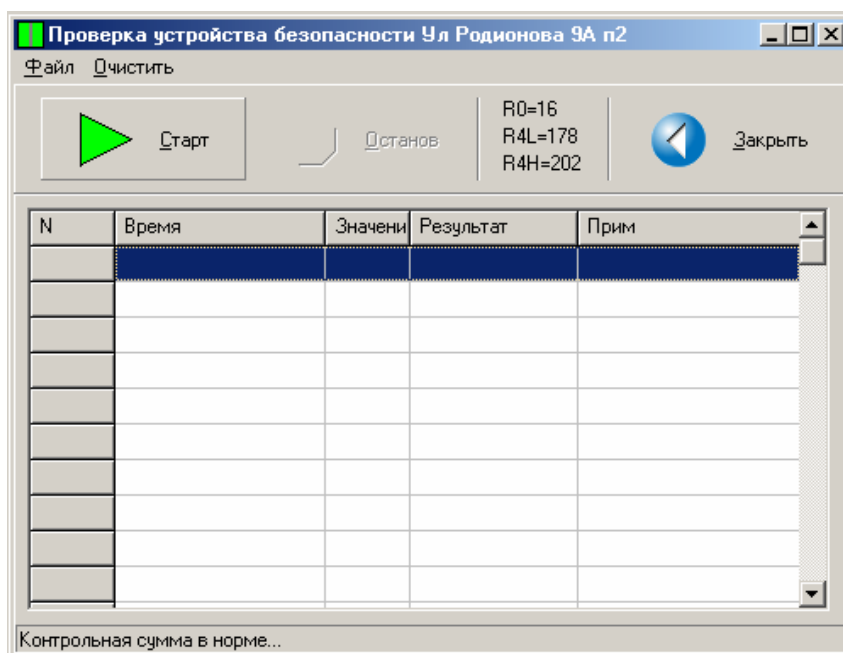 Проверка устройства безопасности Ул Родионова 9А п2
Файл Очистить
Старт
Останов
R0=16
R4L=178
R4H=202
Закрыть
N Время Значени Результат Прим
Контрольная сумма в норме...